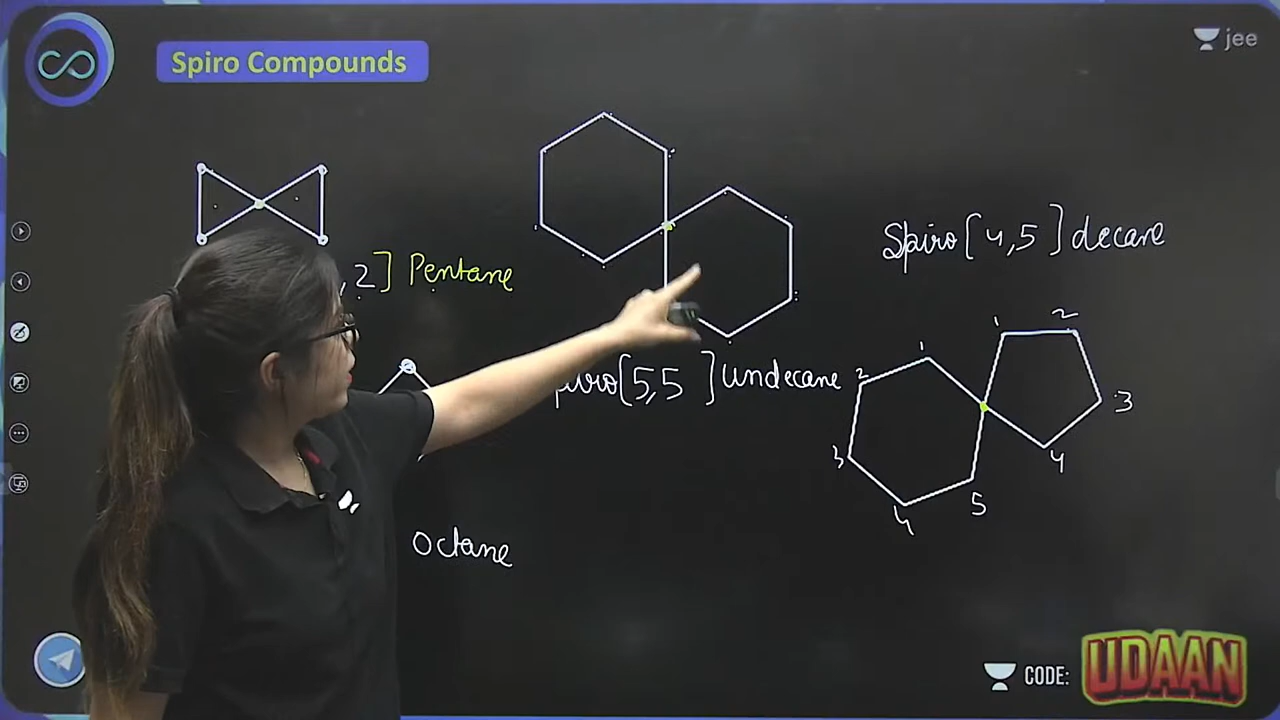 Spiro Compounds
jee
, 2] Pentane
Spiro[4,5]decane
piro[5,5 ]Undecane
1 2 3 4
1 2 3 4 5
Octane
CODE: UDAAN